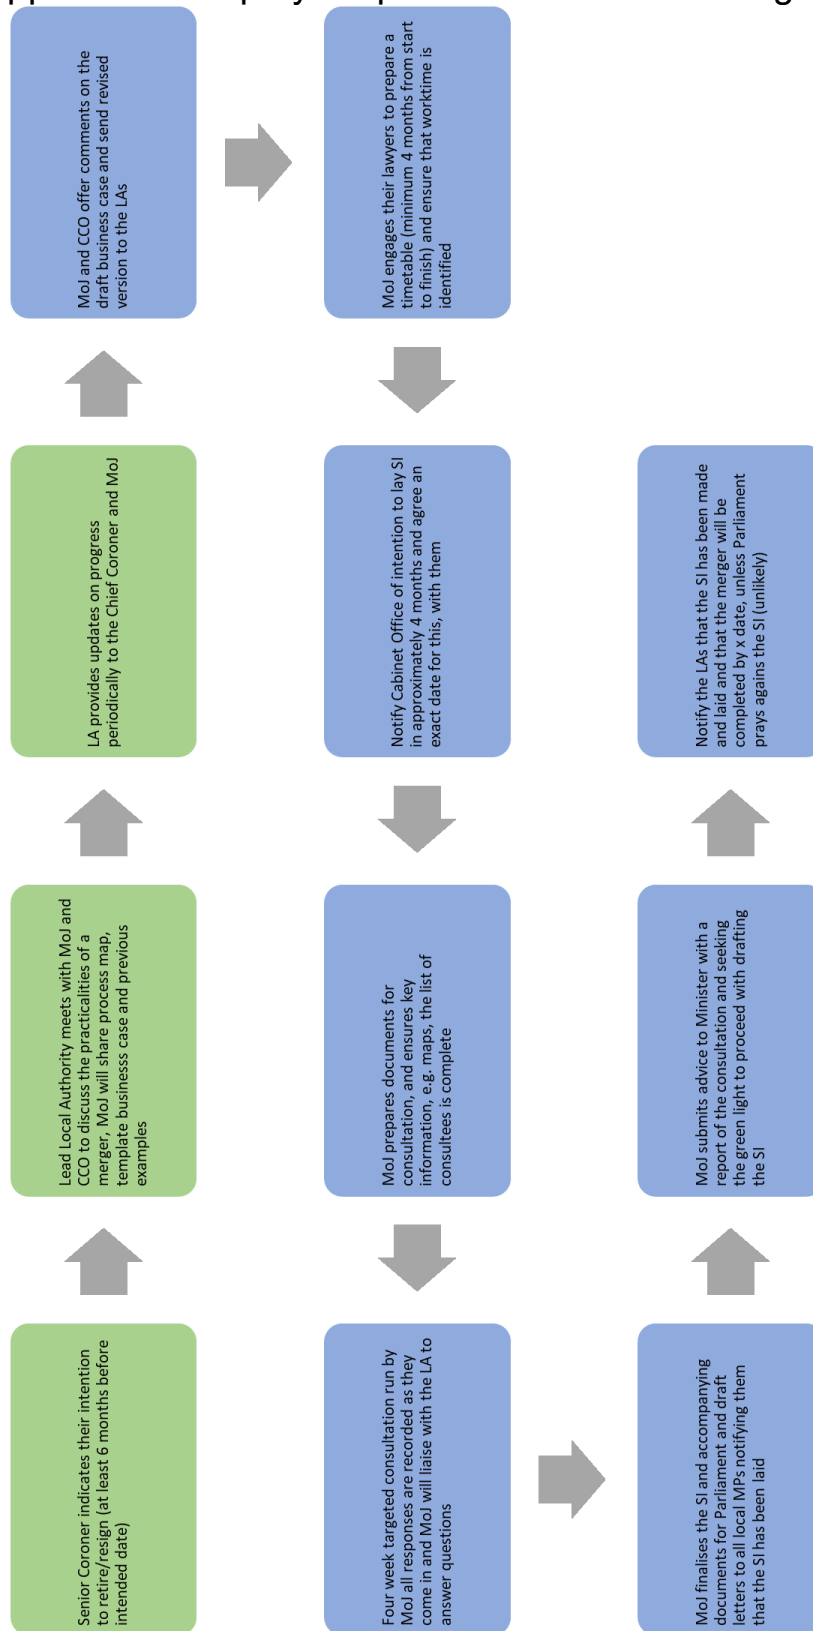 Senior Coroner indicates their intention
to retire/resign (at least 6 months before
intended date)
Lead Local Authority meets with MoJ and
CCO to discuss the practicalities of a
merger, MoJ will share process map,
template businesss case and previous
examples
LA provides updates on progress
periodically to the Chief Coroner and MoJ
MoJ and CCO offer comments on the
draft business case and send revised
version to the LAs
MoJ engages their lawyers to prepare a
timetable (minimum 4 months from start
to finish) and ensure that worktime is
identified
Notify Cabinet Office of intention to lay SI
in approximately 4 months and agree an
exact date for this, with them
MoJ prepares documents for
consultation, and ensures key
information, e.g. maps, the list of
consultees is complete
Four week targeted consultation run by
MoJ all responses are recorded as they
come in and MoJ will liaise with the LA to
answer questions
MoJ finalises the SI and accompanying
documents for Parliament and draft
letters to all local MPs notifying them
that the SI has been laid
MoJ submits advice to Minister with a
report of the consultation and seeking
the green light to proceed with drafting
the SI
Notify the LAs that the SI has been made
and laid and that the merger will be
completed by x date, unless Parliament
prays agains the SI (unlikely)